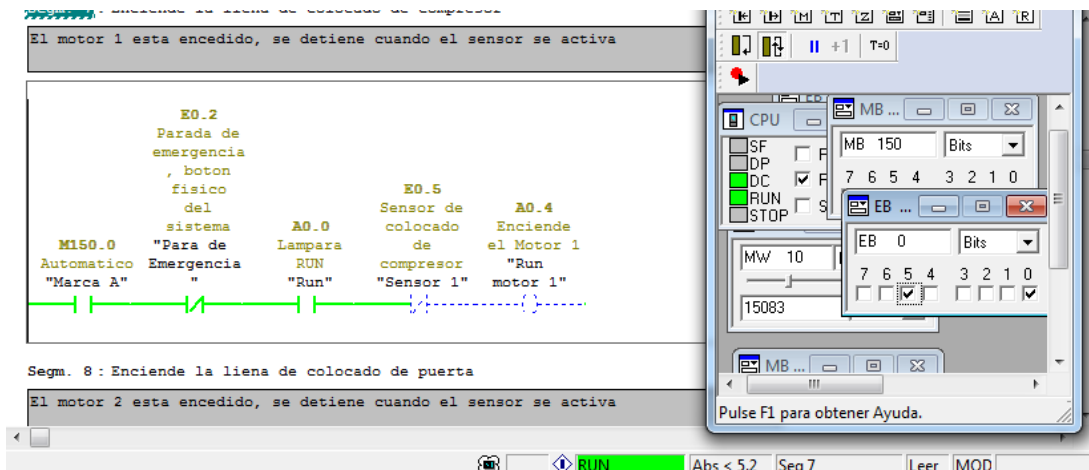 Segm. 7 : Enciende la liena de colocado de compresor
El motor 1 esta encedido, se detiene cuando el sensor se activa
E0.2
Parada de
emergencia
, boton
fisico
del
sistema
M150.0
Automatico
"Marca A"
"Para de
Emergencia
"
A0.0
Lampara
RUN
"Run"
E0.5
Sensor de
colocado
de
compresor
"Sensor 1"
A0.4
Enciende
el Motor 1
"Run
motor 1"
Segm. 8 : Enciende la liena de colocado de puerta
El motor 2 esta encedido, se detiene cuando el sensor se activa
+1
T=0
CPU
SF
DP
DC
RUN
STOP
MB ...
MB 150
Bits
7 6 5 4 3 2 1 0
EB ...
EB 0
Bits
7 6 5 4 3 2 1 0
MW 10
15083
MB ...
Pulse F1 para obtener Ayuda.
RUN
Abs < 5.2
Seg 7
Leer
MOD